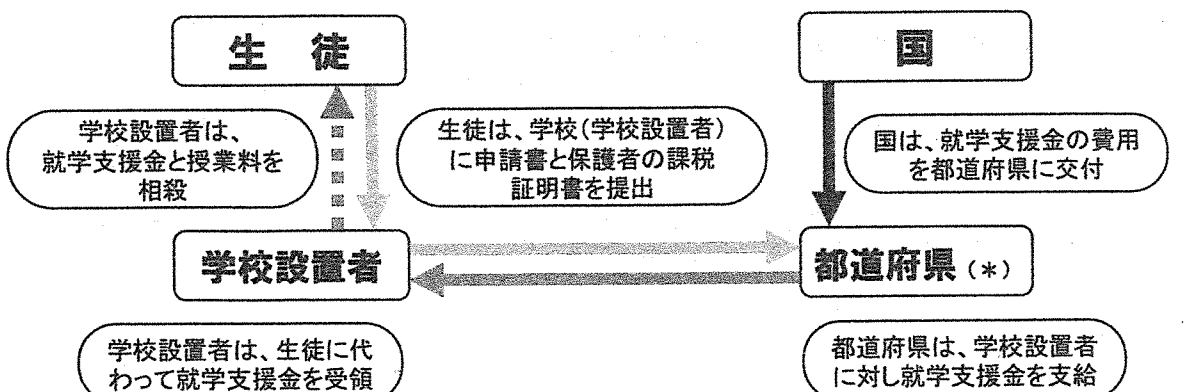 生　徒
国
学校設置者は、
就学支援金と授業料を
相殺
生徒は、学校(学校設置者)
に申請書と保護者の課税
証明書を提出
国は、就学支援金の費用
を都道府県に交付
学校設置者
都道府県(*)
学校設置者は、生徒に代
わって就学支援金を受領
都道府県は、学校設置者
に対し就学支援金を支給